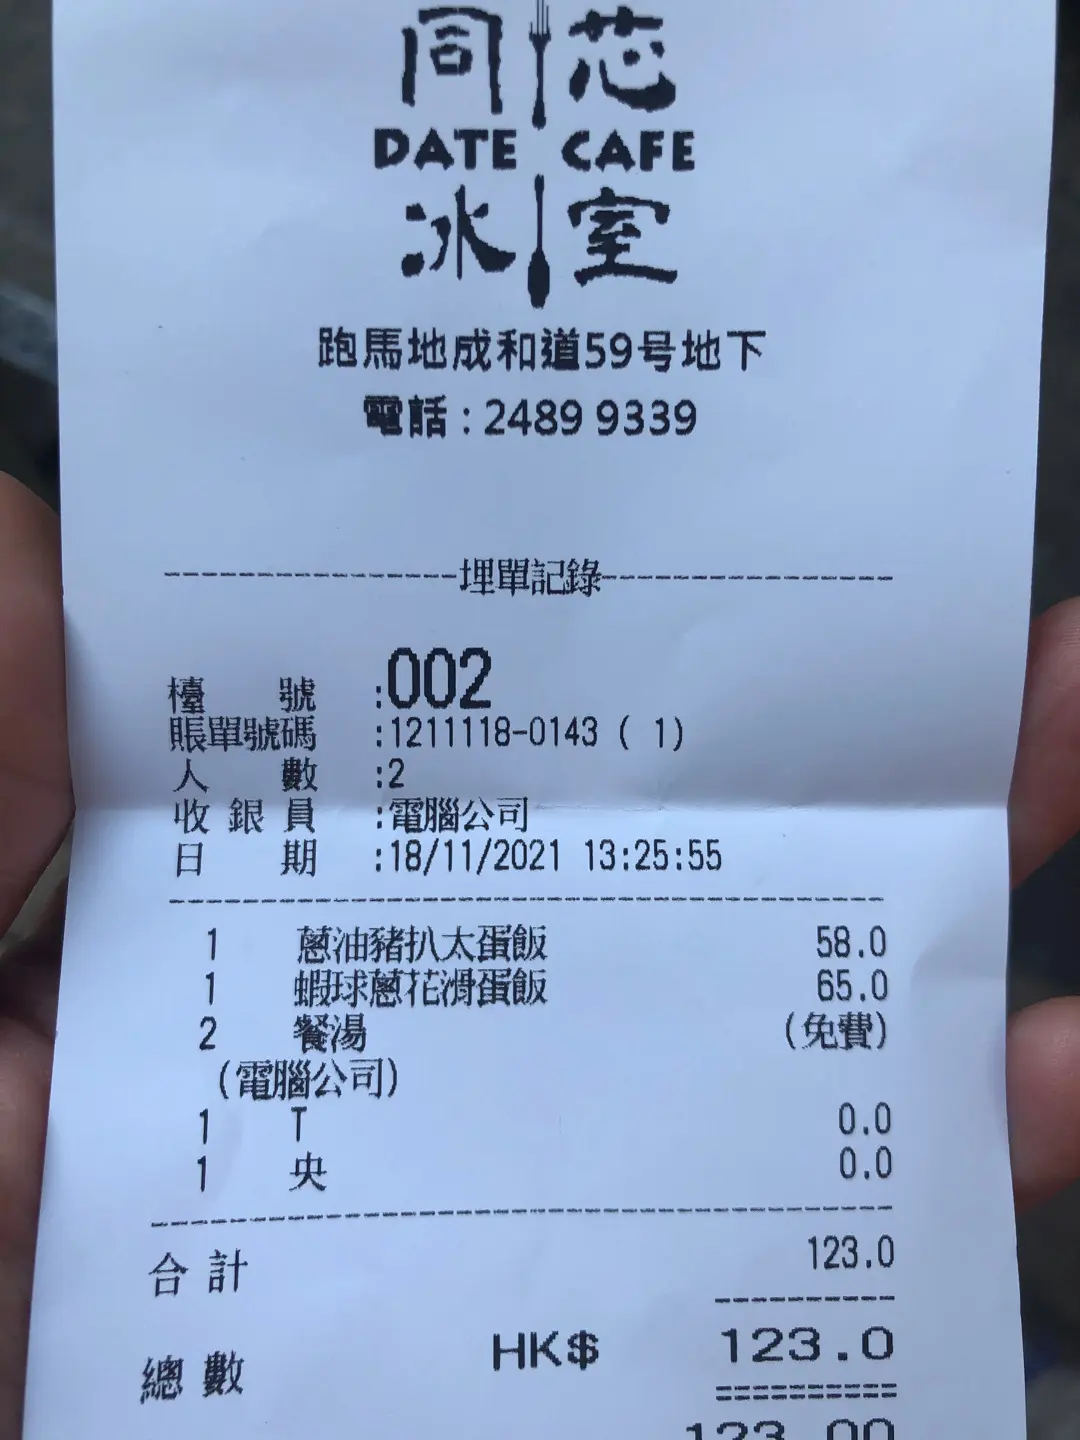 同芯
DATE CAFE
冰室
跑馬地成和道59号地下
電話：2489 9339
------------------埋單記錄------------------
檯號:002
賬單號碼:1211118-0143 ( 1)
人數:2
收銀員:電腦公司
日期:18/11/2021 13:25:55
1 蔥油豬扒太蛋飯 58.0
1 蝦球蔥花滑蛋飯 65.0
2 餐湯 (免費)
(電腦公司)
1 T 0.0
1 央 0.0
合計 123.0
總數 HK$ 123.0
123.00